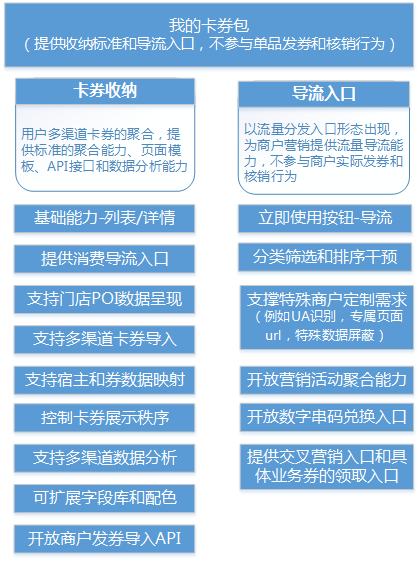 我的卡券包
（提供收纳标准和导流入口，不参与单品发券和核销行为）
卡券收纳
用户多渠道卡券的聚合，提
供标准的聚合能力、页面模
板、API接口和数据分析能力
基础能力-列表/详情
提供消费导流入口
支持门店POI数据呈现
支持多渠道卡券导入
支持宿主和券数据映射
控制卡券展示秩序
支持多渠道数据分析
可扩展字段库和配色
开放商户发券导入API
导流入口
以流量分发入口形态出现，
为商户营销提供流量导流能
力，不参与商户实际发券和
核销行为
立即使用按钮-导流
分类筛选和排序干预
支撑特殊商户定制需求
（例如UA识别，专属页面
url，特殊数据屏蔽）
开放营销活动聚合能力
开放数字串码兑换入口
提供交叉营销入口和具
体业务券的领取入口